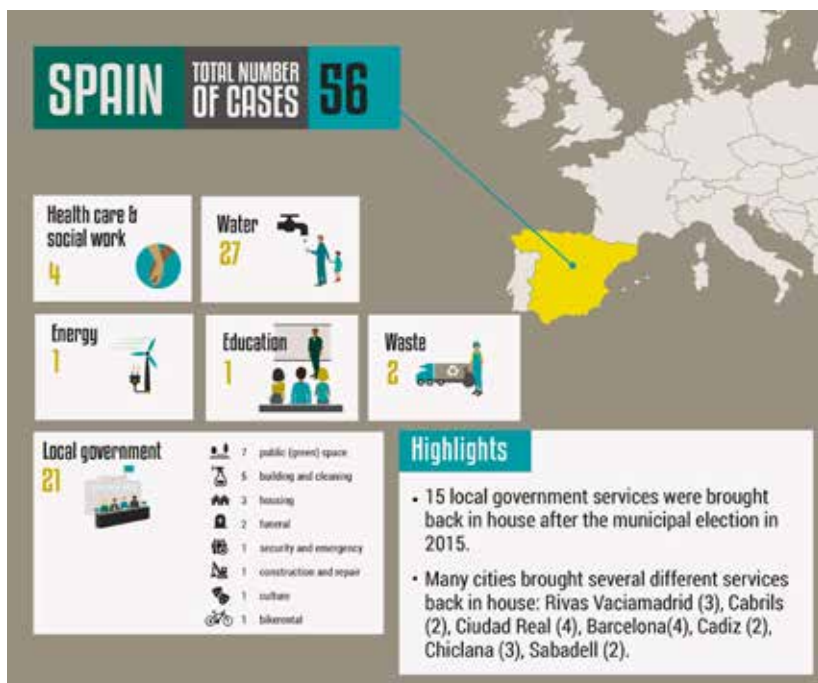 SPAIN
TOTAL NUMBER
OF CASES
56
Health care &
social work
4
Water
27
Energy
1
Education
1
Waste
2
Local government
21
7 public (green) space
5 building and cleaning
3 housing
2 funeral
1 security and emergency
1 construction and repair
1 culture
1 bikerental
Highlights
• 15 local government services were brought
back in house after the municipal election in
2015.
• Many cities brought several different services
back in house: Rivas Vaciamadrid (3), Cabrils
(2), Ciudad Real (4), Barcelona(4), Cadiz (2),
Chiclana (3), Sabadell (2).